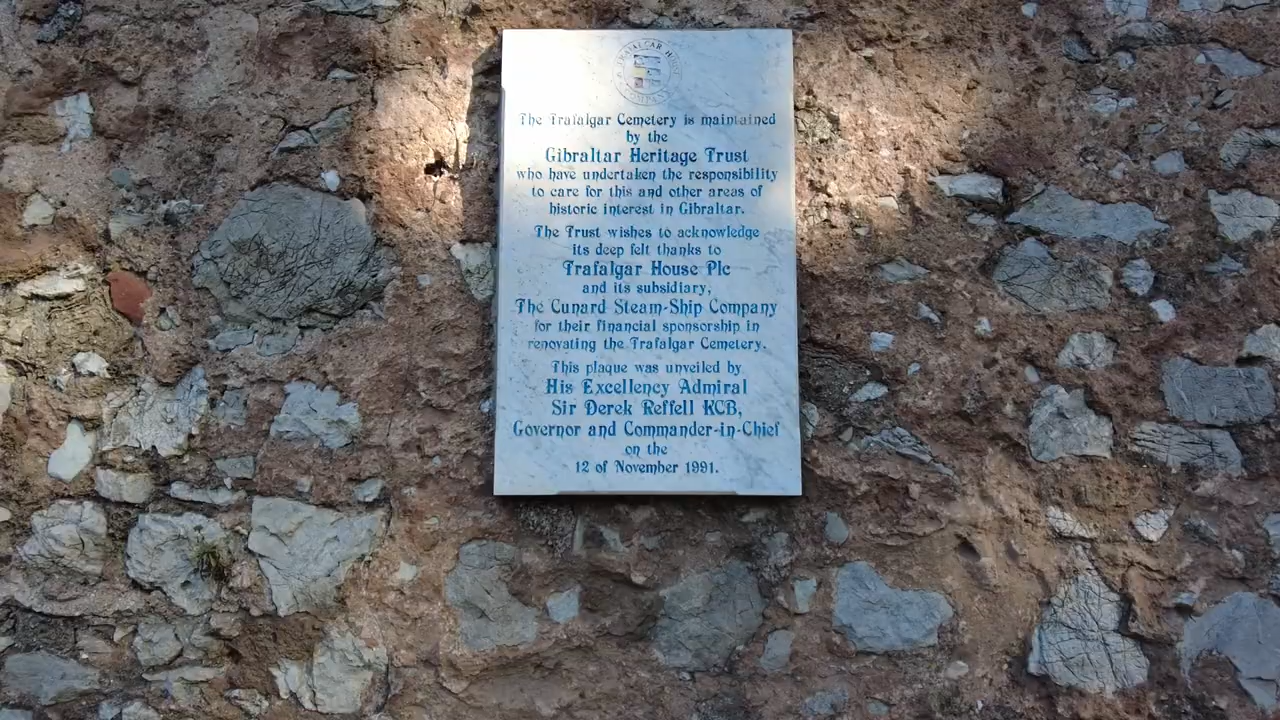 TRAFALGAR HOUSE
COMPANY
The Trafalgar Cemetery is maintained
by the
Gibraltar Heritage Trust
who have undertaken the responsibility
to care for this and other areas of
historic interest in Gibraltar.
The Trust wishes to acknowledge
its deep felt thanks to
Trafalgar House Plc
and its subsidiary,
The Cunard Steam-Ship Company
for their financial sponsorship in
renovating the Trafalgar Cemetery.
This plaque was unveiled by
His Excellency Admiral
Sir Derek Reffell KCB,
Governor and Commander-in-Chief
on the
12 of November 1991.